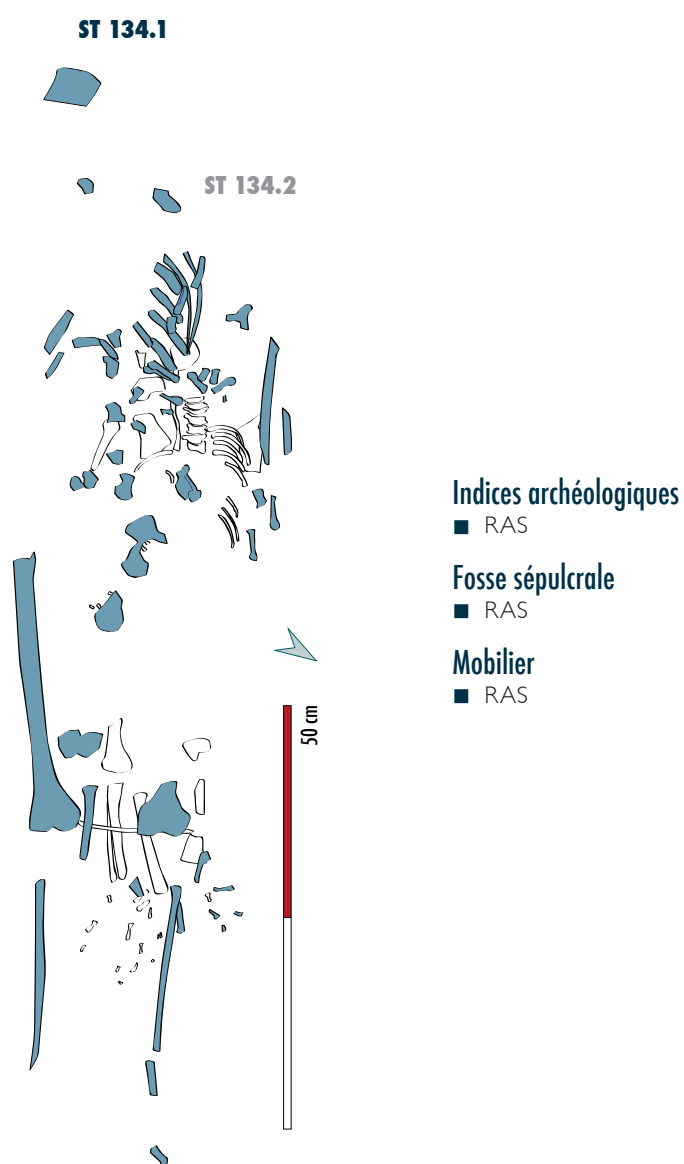 ST 134.1
ST 134.2
Indices archéologiques
■ RAS
Fosse sépulcrale
■ RAS
Mobilier
■ RAS
50 cm